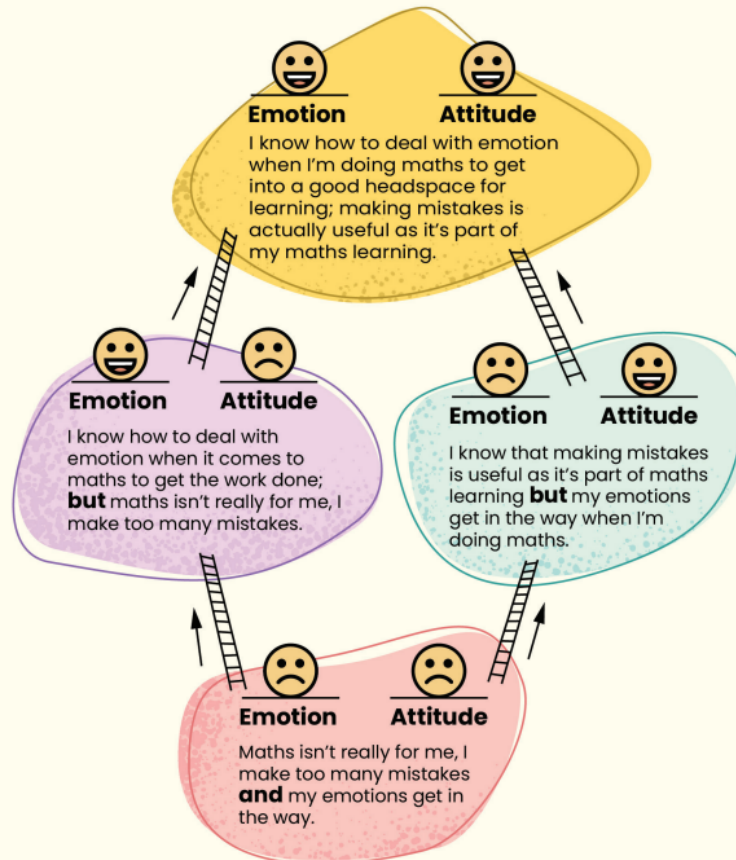 Emotion Attitude
I know how to deal with emotion
when I'm doing maths to get
into a good headspace for
learning; making mistakes is
actually useful as it's part of
my maths learning.
Emotion Attitude
I know how to deal with
emotion when it comes to
maths to get the work done;
but maths isn't really for me, I
make too many mistakes.
Emotion Attitude
I know that making mistakes
is useful as it's part of maths
learning but my emotions
get in the way when I'm
doing maths.
Emotion Attitude
Maths isn't really for me, I
make too many mistakes
and my emotions get in
the way.